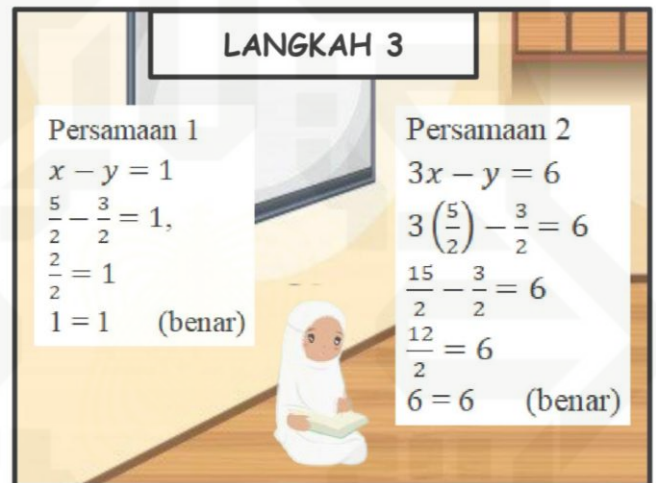 LANGKAH 3
Persamaan 1
x − y = 1
5/2 − 3/2 = 1,
2/2 = 1
1 = 1 (benar)
Persamaan 2
3x − y = 6
3(5/2) − 3/2 = 6
15/2 − 3/2 = 6
12/2 = 6
6 = 6 (benar)